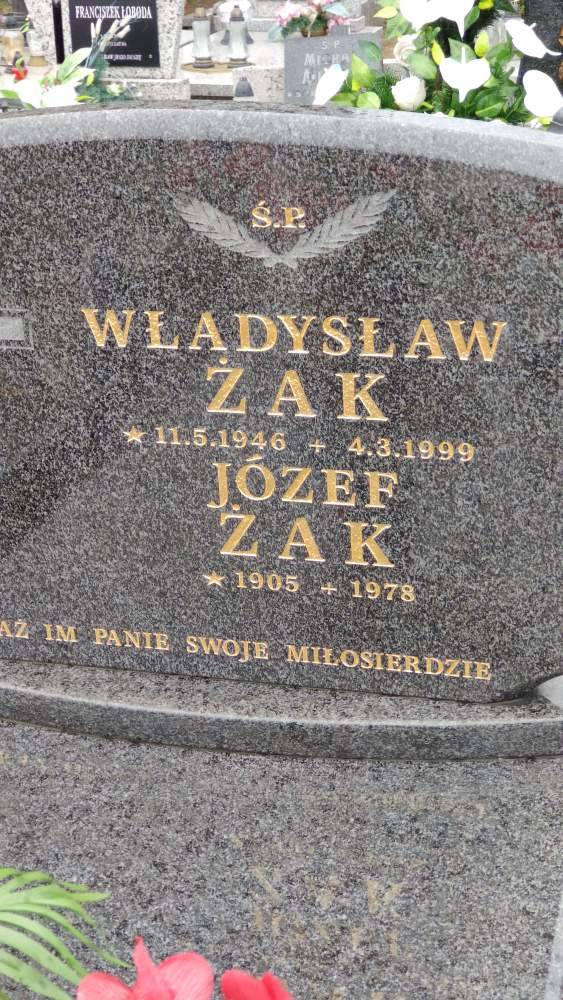 FRANCISZEK ŁOBODA
Ś.P.
WŁADYSŁAW
ŻAK
★ 11.5.1946 + 4.3.1999
JÓZEF
ŻAK
★ 1905 + 1978
AŻ IM PANIE SWOJE MIŁOSIERDZIE